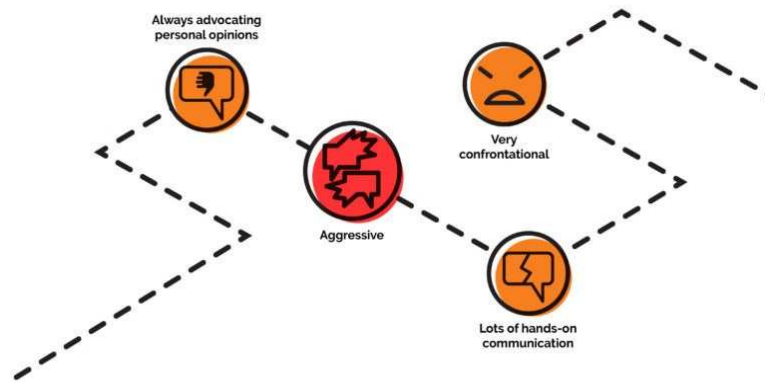 Always advocating
personal opinions
Very
confrontational
Aggressive
Lots of hands-on
communication